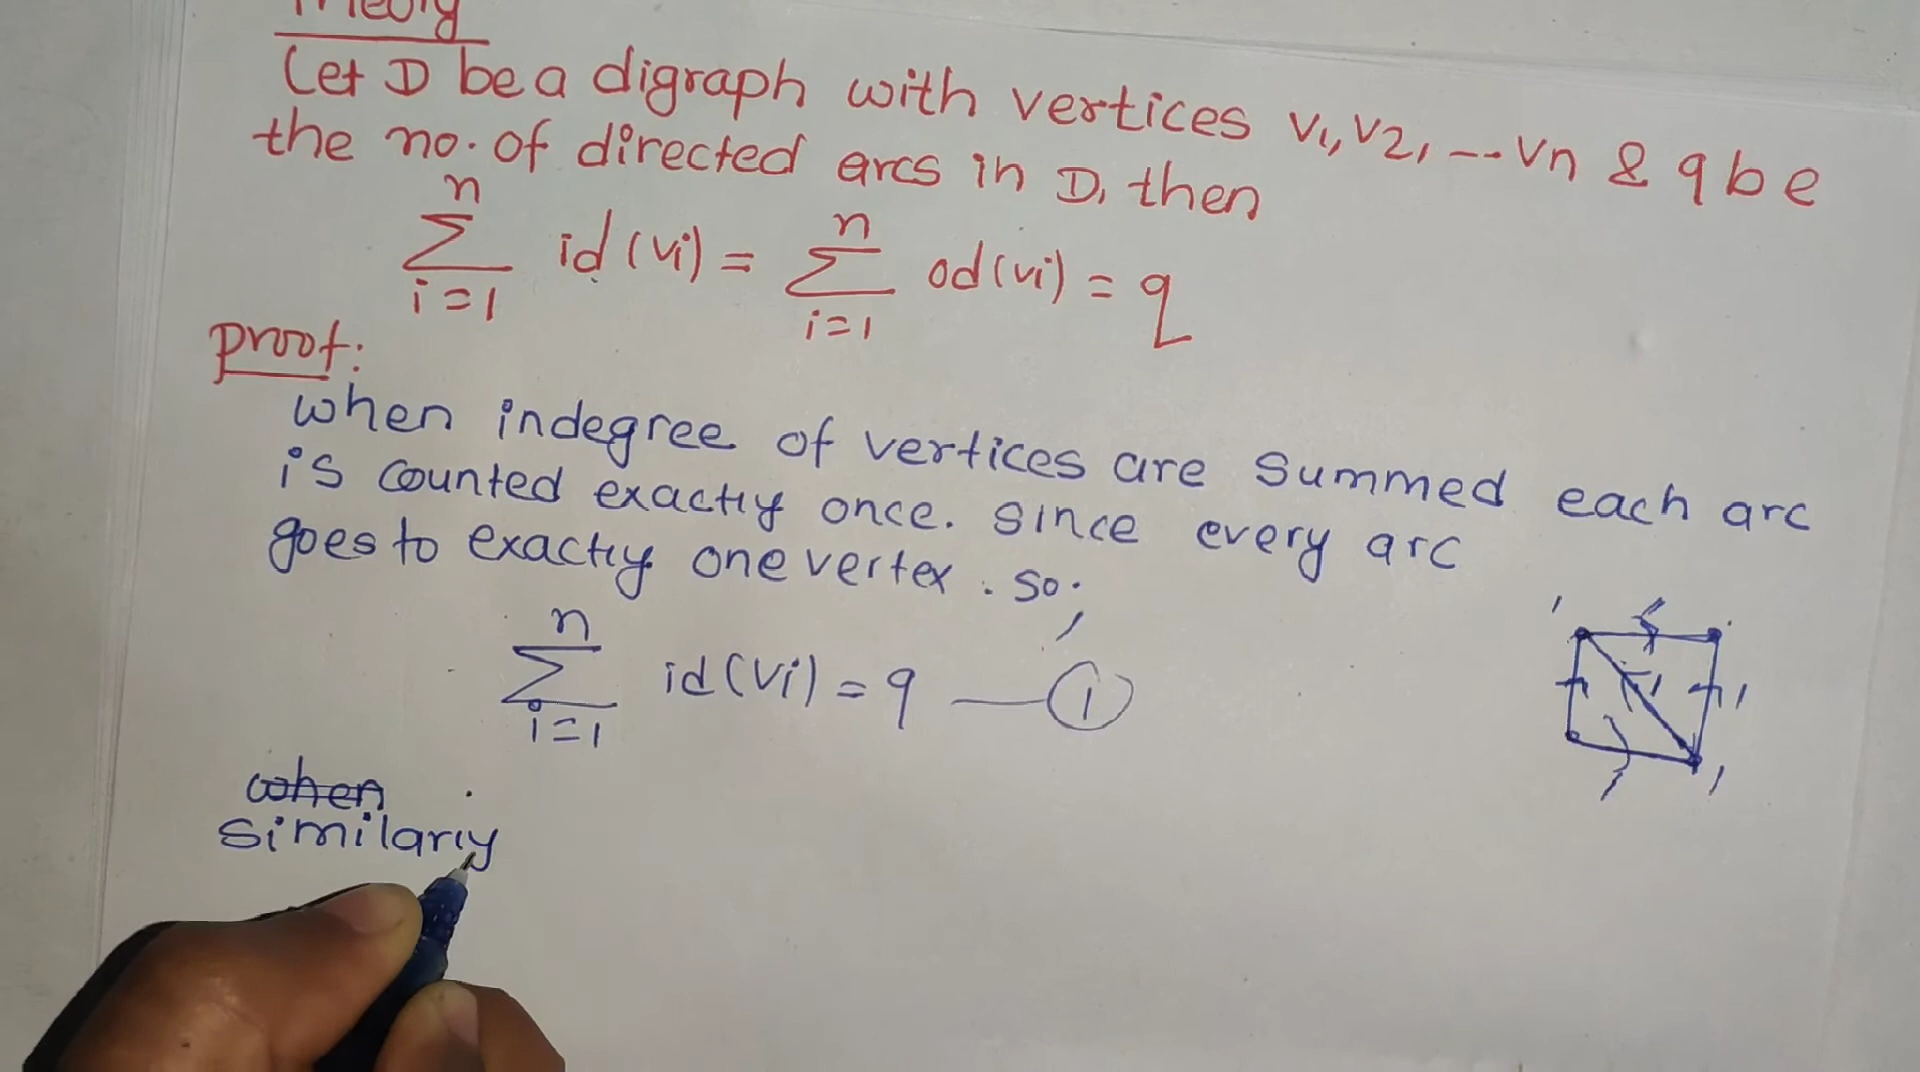 Theory
Let D be a digraph with vertices v1, v2, --- vn & q be
the no. of directed arcs in D, then
n
Σ id (vi) = Σ od (vi) = q
i=1
n
i=1
proof:
when indegree of vertices are summed each arc
is counted exactly once. since every arc
goes to exactly one vertex. so;
n
Σ id (vi) = q — 1
i=1
when
similarly